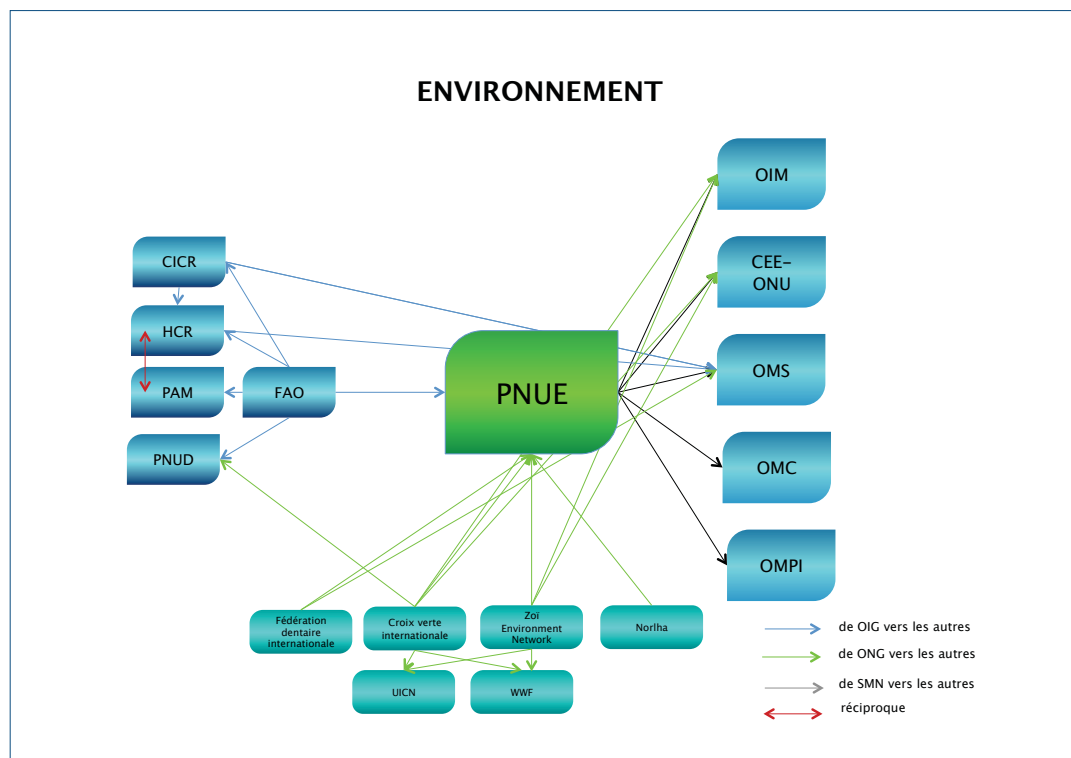 ENVIRONNEMENT
OIM
CICR
CEE-
ONU
HCR
OMS
PAM
FAO
PNUE
PNUD
OMC
OMPI
Fédération
dentaire
internationale
Croix verte
internationale
Zoï
Environment
Network
Norlha
UICN
WWF
de OIG vers les autres
de ONG vers les autres
de SMN vers les autres
réciproque